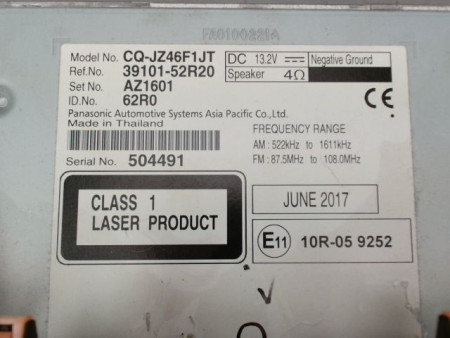 FA0100221A
Model No. CQ-JZ46F1JT
Ref.No. 39101-52R20
Set No. AZ1601
ID.No. 62R0
DC 13.2V Negative Ground
Speaker 4Ω
CE
Panasonic Automotive Systems Asia Pacific Co.,Ltd.
Made in Thailand
Serial No. 504491
FREQUENCY RANGE
AM : 522kHz to 1611kHz
FM : 87.5MHz to 108.0MHz
CLASS 1
LASER PRODUCT
JUNE 2017
E11 10R-05 9252